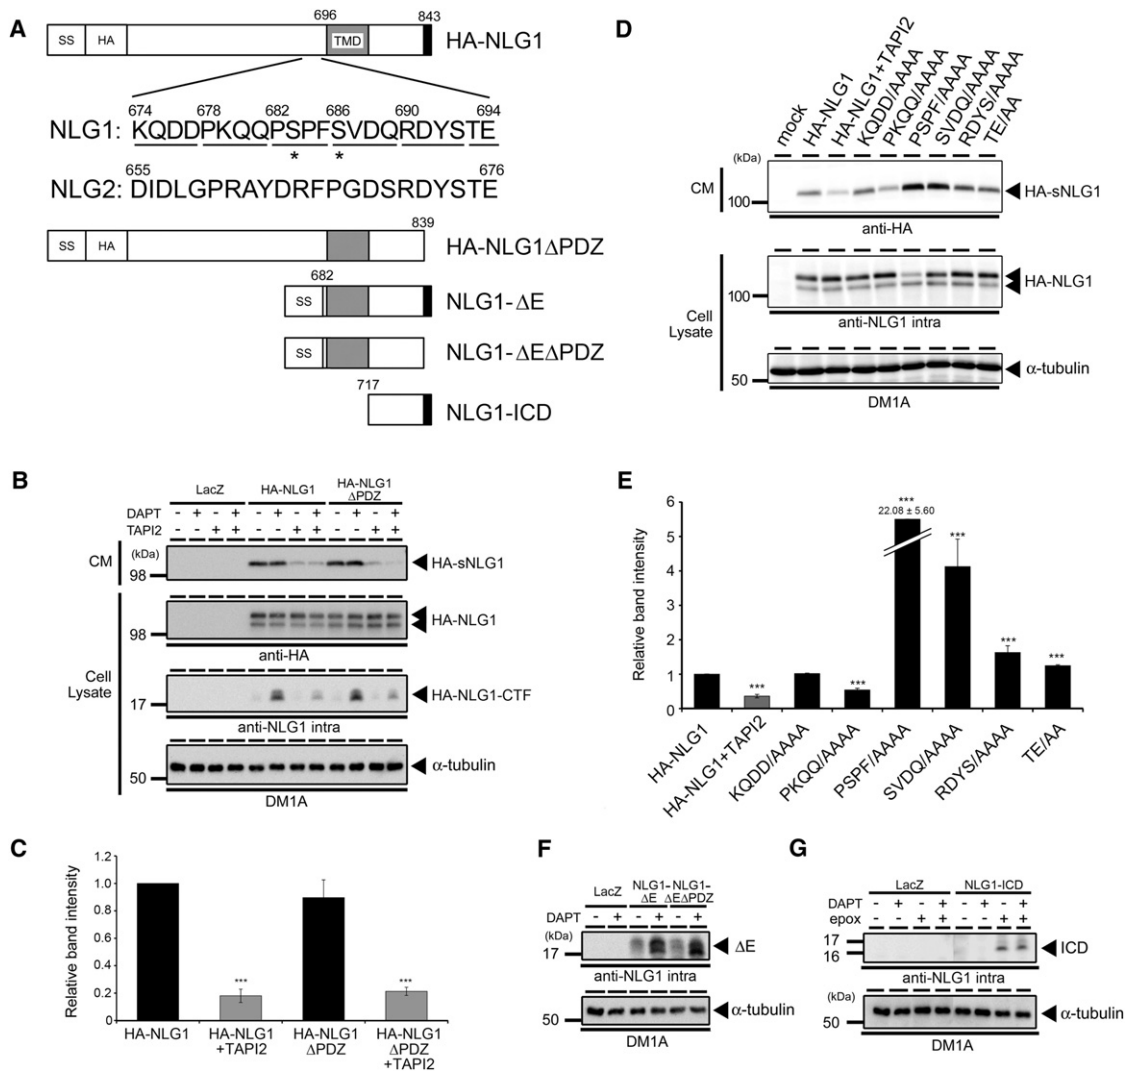 A
696 843
SS HA TMD HA-NLG1
674 678 682 686 690 694
NLG1: KQDDPKQQPSPFSVDQRDYSTE
* *
655 676
NLG2: DIDLGPRAYDRFPGDSRDYSTE
839
SS HA HA-NLG1ΔPDZ
682
SS NLG1-ΔE
SS NLG1-ΔEΔPDZ
717
NLG1-ICD
B
LacZ HA-NLG1 HA-NLG1
ΔPDZ
DAPT - + - + - + - + - + - +
TAPI2 - - + + - - + + - - + +
CM (kDa) HA-sNLG1
98
HA-NLG1
98
anti-HA
Cell
Lysate
HA-NLG1-CTF
17
anti-NLG1 intra
α-tubulin
50
DM1A
C
Relative band intensity
1.2
1.0
0.8
0.6
0.4
0.2
0
*** ***
HA-NLG1 HA-NLG1 HA-NLG1 HA-NLG1
+TAPI2 ΔPDZ ΔPDZ
+TAPI2
D
mock HA-NLG1 HA-NLG1+TAPI2 KQDD/AAAA PKQQ/AAAA PSPF/AAAA SVDQ/AAAA RDYS/AAAA TE/AA
(kDa)
CM HA-sNLG1
100
anti-HA
HA-NLG1
100
anti-NLG1 intra
Cell
Lysate
α-tubulin
50
DM1A
E
Relative band intensity
6
5
4
3
2
1
0
***
22.08 ± 5.60
***
*** *** *** ***
HA-NLG1 HA-NLG1+TAPI2 KQDD/AAAA PKQQ/AAAA PSPF/AAAA SVDQ/AAAA RDYS/AAAA TE/AA
F
LacZ NLG1-ΔE NLG1-ΔEΔPDZ
DAPT - + - + - +
(kDa)
17 ΔE
anti-NLG1 intra
α-tubulin
50
DM1A
G
LacZ NLG1-ICD
DAPT - + - + - + - +
epox - - + + - - + +
17
16 ICD
anti-NLG1 intra
(kDa)
α-tubulin
50
DM1A